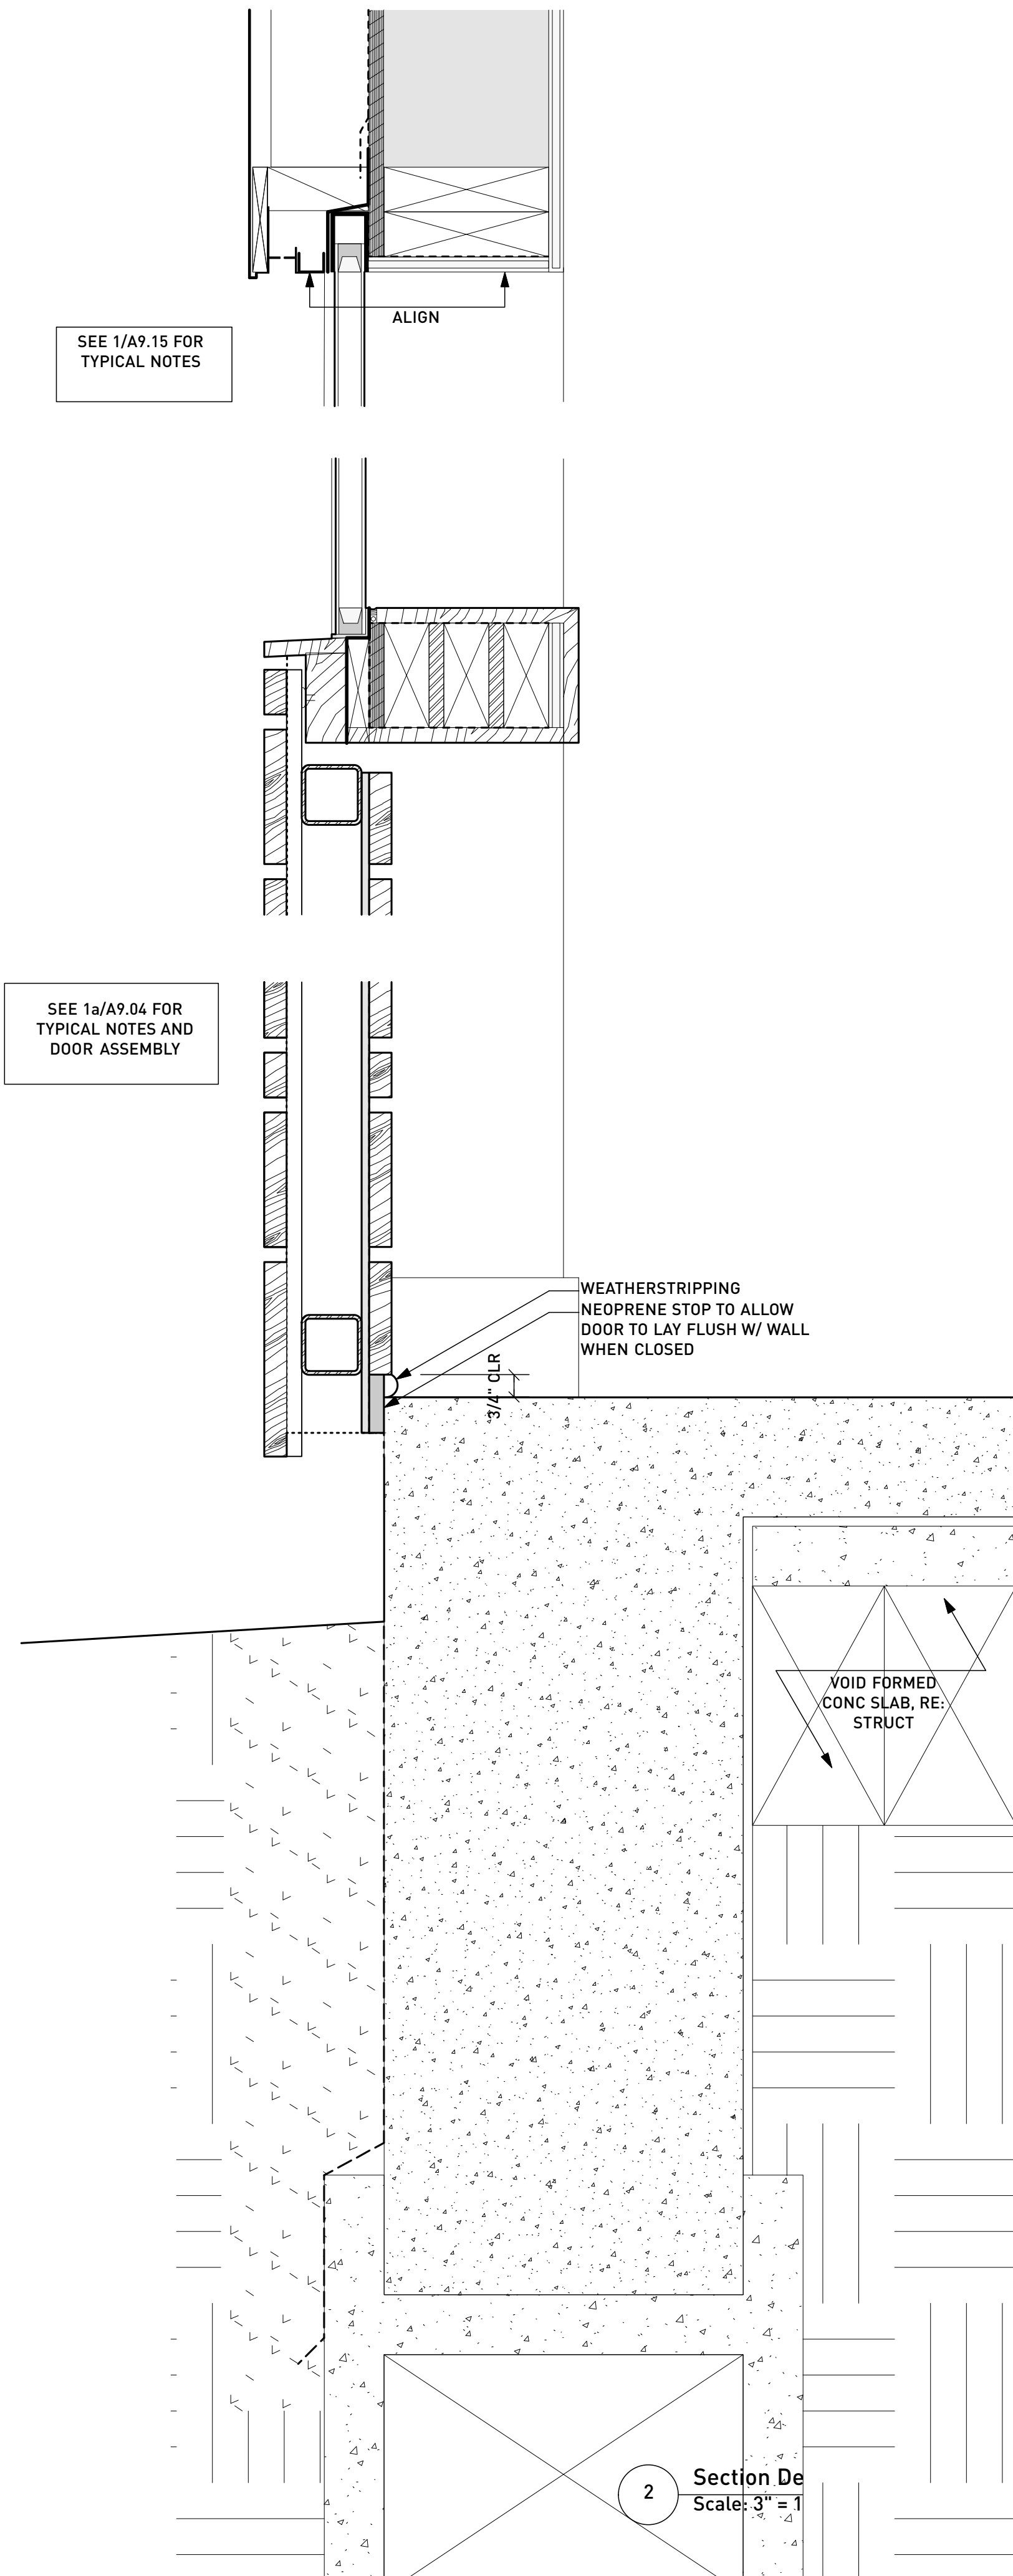 ALIGN
SEE 1/A9.15 FOR
TYPICAL NOTES
SEE 1a/A9.04 FOR
TYPICAL NOTES AND
DOOR ASSEMBLY
WEATHERSTRIPPING
NEOPRENE STOP TO ALLOW
DOOR TO LAY FLUSH W/ WALL
WHEN CLOSED
3/4" CLR
VOID FORMED
CONC SLAB, RE:
STRUCT
2
Section De
Scale: 3" = 1